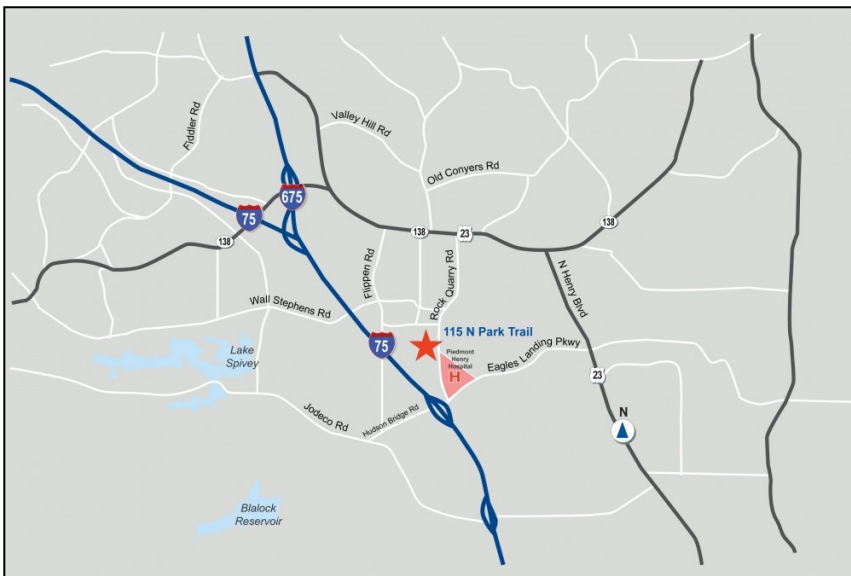 Fiddler Rd
Valley Hill Rd
Old Conyers Rd
675
75
138
138
23
138
Flippen Rd
Rock Quarry Rd
N Henry Blvd
Wall Stephens Rd
115 N Park Trail
75
Piedmont
Henry
Hospital
H
Eagles Landing Pkwy
Lake
Spivey
23
Jodeco Rd
Hudson Bridge Rd
N
Blalock
Reservoir